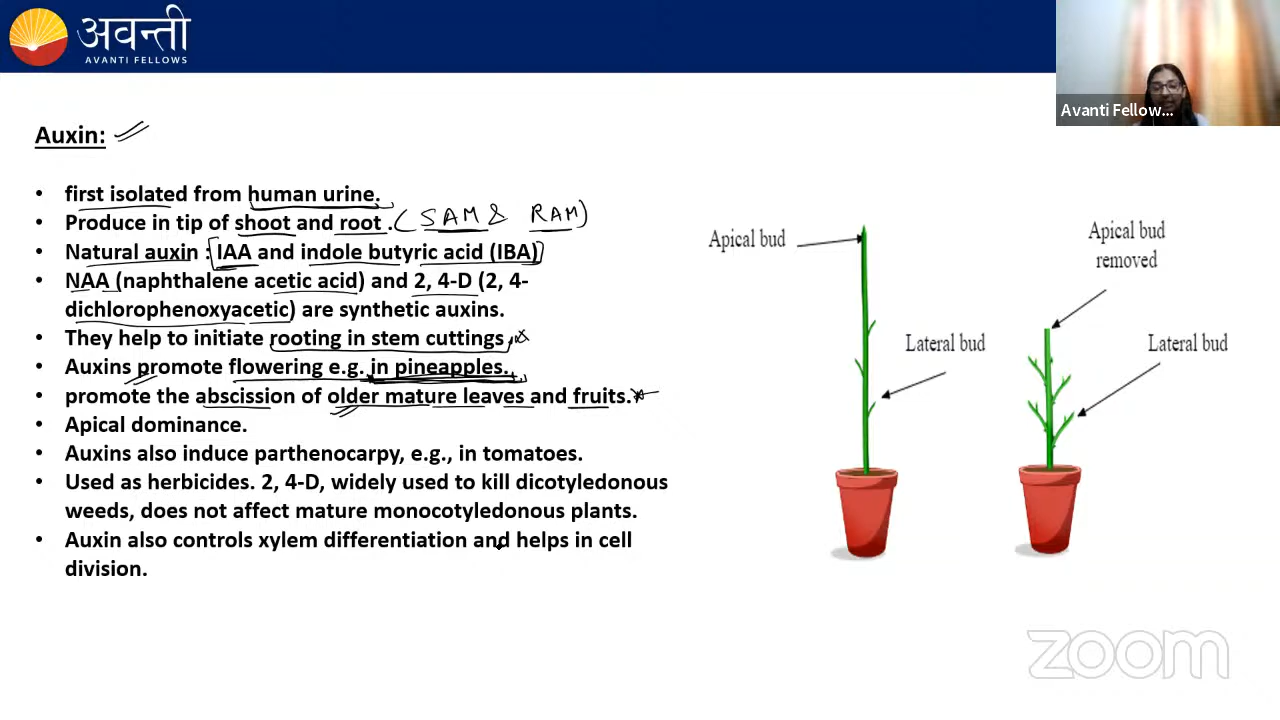 अवन्ती
AVANTI FELLOWS
Avanti Fellow...
Auxin:
• first isolated from human urine.
• Produce in tip of shoot and root . (SAM & RAM)
• Natural auxin : IAA and indole butyric acid (IBA)
• NAA (naphthalene acetic acid) and 2, 4-D (2, 4-
dichlorophenoxyacetic) are synthetic auxins.
• They help to initiate rooting in stem cuttings,
• Auxins promote flowering e.g. in pineapples.
• promote the abscission of older mature leaves and fruits.
• Apical dominance.
• Auxins also induce parthenocarpy, e.g., in tomatoes.
• Used as herbicides. 2, 4-D, widely used to kill dicotyledonous
weeds, does not affect mature monocotyledonous plants.
• Auxin also controls xylem differentiation and helps in cell
division.
Apical bud
Lateral bud
Apical bud
removed
Lateral bud
zoom